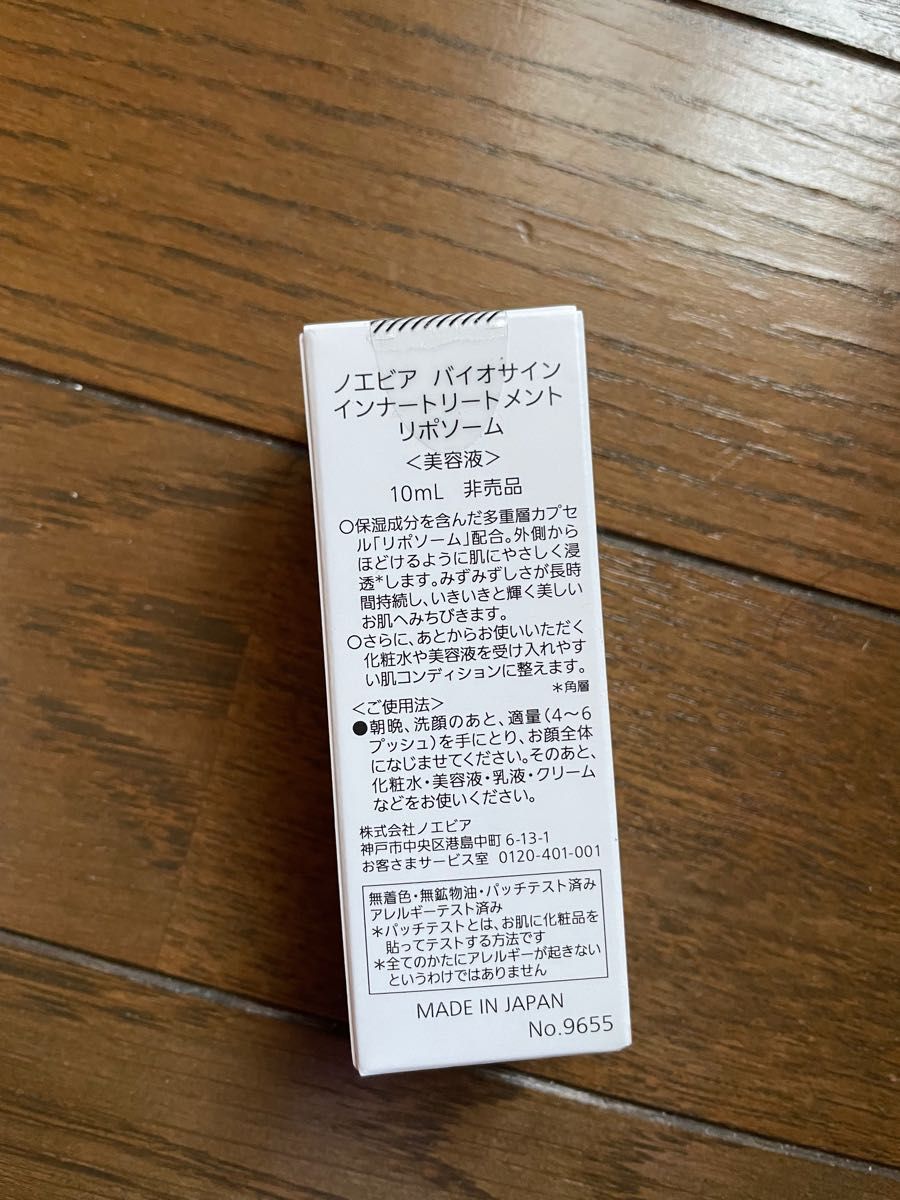 ノエビア バイオサイン
インナートリートメント
リポソーム
<美容液>
10mL 非売品
○保湿成分を含んだ多重層カプセ
ル「リポソーム」配合。外側から
ほどけるように肌にやさしく浸
透*します。みずみずしさが長時
間持続し、いきいきと輝く美しい
お肌へみちびきます。
○さらに、あとからお使いいただく
化粧水や美容液を受け入れやす
い肌コンディションに整えます。
*角層
<ご使用法>
●朝晩、洗顔のあと、適量(4〜6
プッシュ)を手にとり、お顔全体
になじませてください。そのあと、
化粧水・美容液・乳液・クリーム
などをお使いください。
株式会社ノエビア
神戸市中央区港島中町 6-13-1
お客さまサービス室 0120-401-001
無着色・無鉱物油・パッチテスト済み
アレルギーテスト済み
*パッチテストとは、お肌に化粧品を
貼ってテストする方法です
*全てのかたにアレルギーが起きない
というわけではありません
MADE IN JAPAN
No.9655